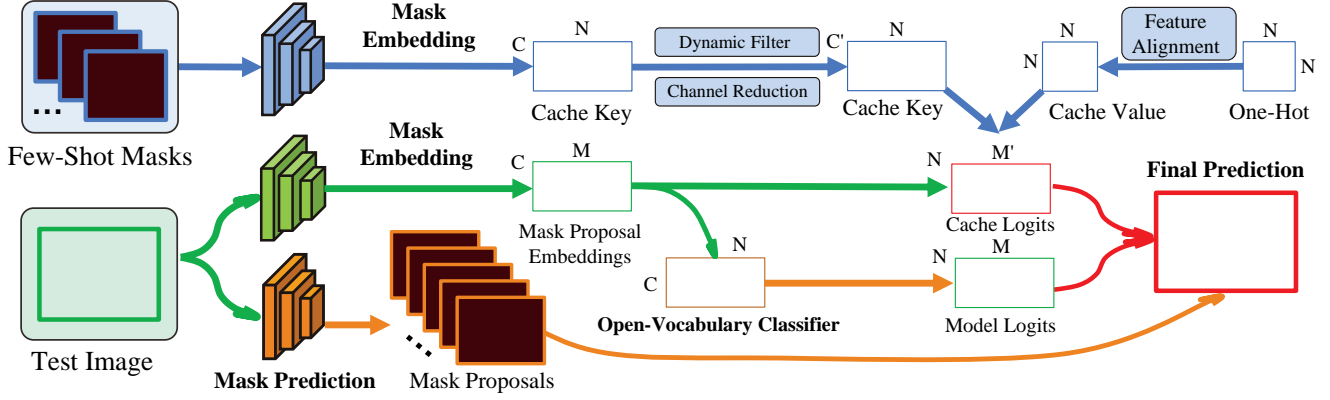 Mask
Embedding
C
N
Cache Key
Dynamic Filter
Channel Reduction
C'
N
Cache Key
N
N
Cache Value
Feature
Alignment
N
N
One-Hot
...
Few-Shot Masks
Mask
Embedding
C
M
Mask Proposal
Embeddings
N
M'
Cache Logits
Final Prediction
Test Image
Mask Prediction
...
Mask Proposals
N
C
Open-Vocabulary Classifier
N
M
Model Logits